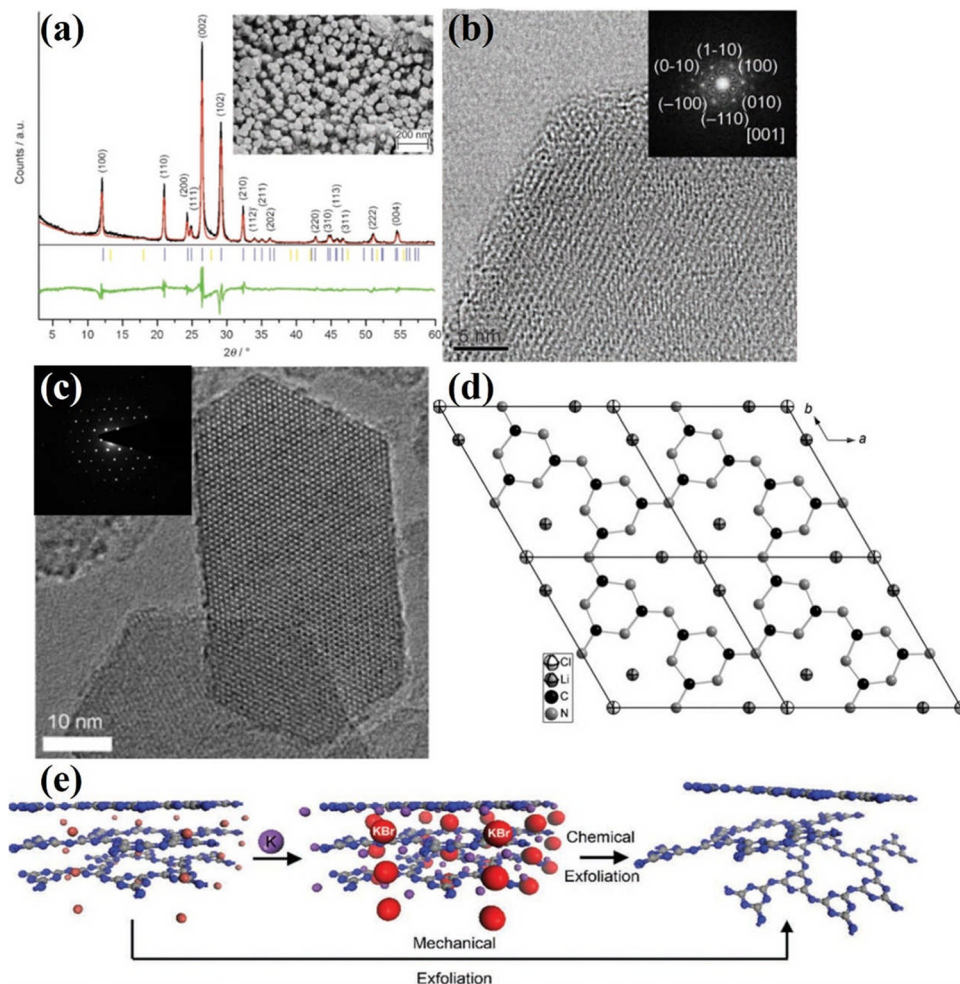 (a)
Counts / a.u.
(100)
(110)
(200)
(111)
(002)
(102)
(210)
(112)
(211)
(202)
(220)
(310)
(113)
(311)
(222)
(004)
200 nm
5 10 15 20 25 30 35 40 45 50 55 60
2θ / °
(b)
(1-10)
(0-10)
(100)
(-100)
(010)
(-110)
[001]
5 nm
(c)
10 nm
(d)
b
a
Cl
Li
C
N
(e)
K
KBr
KBr
Chemical
Exfoliation
Mechanical
Exfoliation